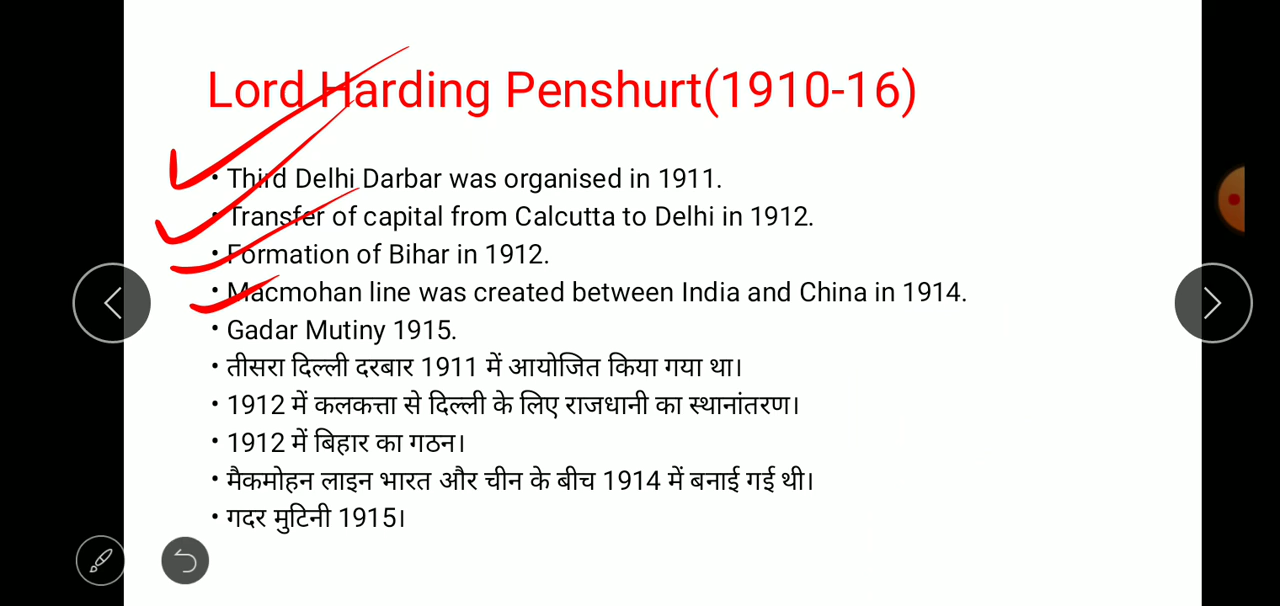 Lord Harding Penshurt(1910-16)
• Third Delhi Darbar was organised in 1911.
• Transfer of capital from Calcutta to Delhi in 1912.
• Formation of Bihar in 1912.
• Macmohan line was created between India and China in 1914.
• Gadar Mutiny 1915.
• तीसरा दिल्ली दरबार 1911 में आयोजित किया गया था।
• 1912 में कलकत्ता से दिल्ली के लिए राजधानी का स्थानांतरण।
• 1912 में बिहार का गठन।
• मैकमोहन लाइन भारत और चीन के बीच 1914 में बनाई गई थी।
• गदर मुटिनी 1915।